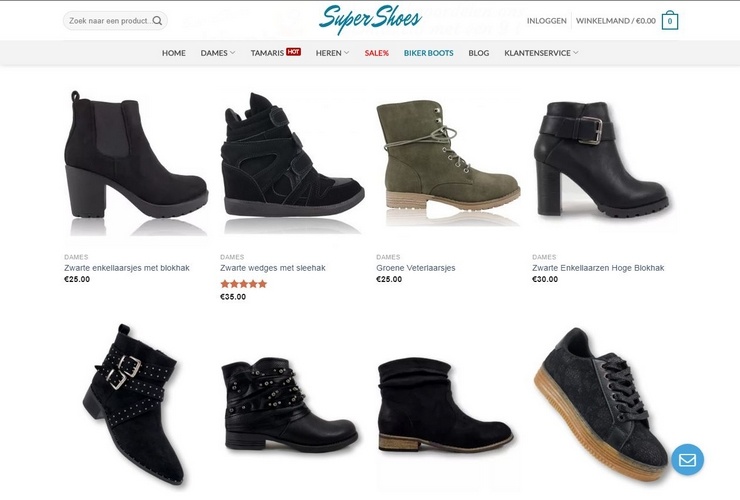 Zoek naar een product..
Super Shoes
INLOGGEN
WINKELMAND / €0.00
0
HOME
DAMES
TAMARIS HOT
HEREN
SALE%
BIKER BOOTS
BLOG
KLANTENSERVICE
DAMES
Zwarte enkellaarsjes met blokhak
€25.00
DAMES
Zwarte wedges met sleehak
€35.00
DAMES
Groene Veterlaarsjes
€25.00
DAMES
Zwarte Enkellaarzen Hoge Blokhak
€30.00